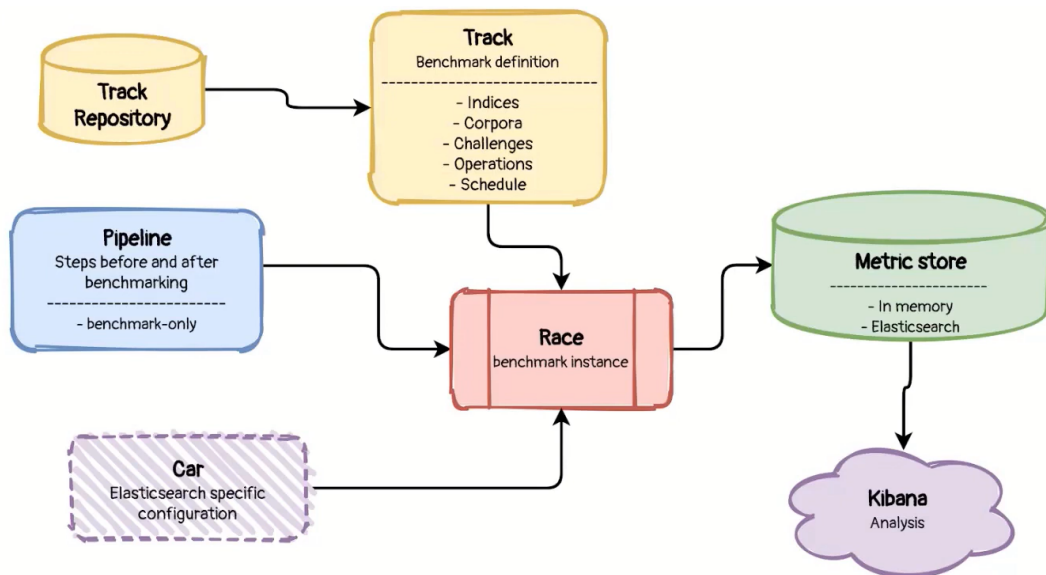 Track
Repository
Track
Benchmark definition
- Indices
- Corpora
- Challenges
- Operations
- Schedule
Pipeline
Steps before and after
benchmarking
- benchmark-only
Race
benchmark instance
Metric store
- In memory
- Elasticsearch
Car
Elasticsearch specific
configuration
Kibana
Analysis